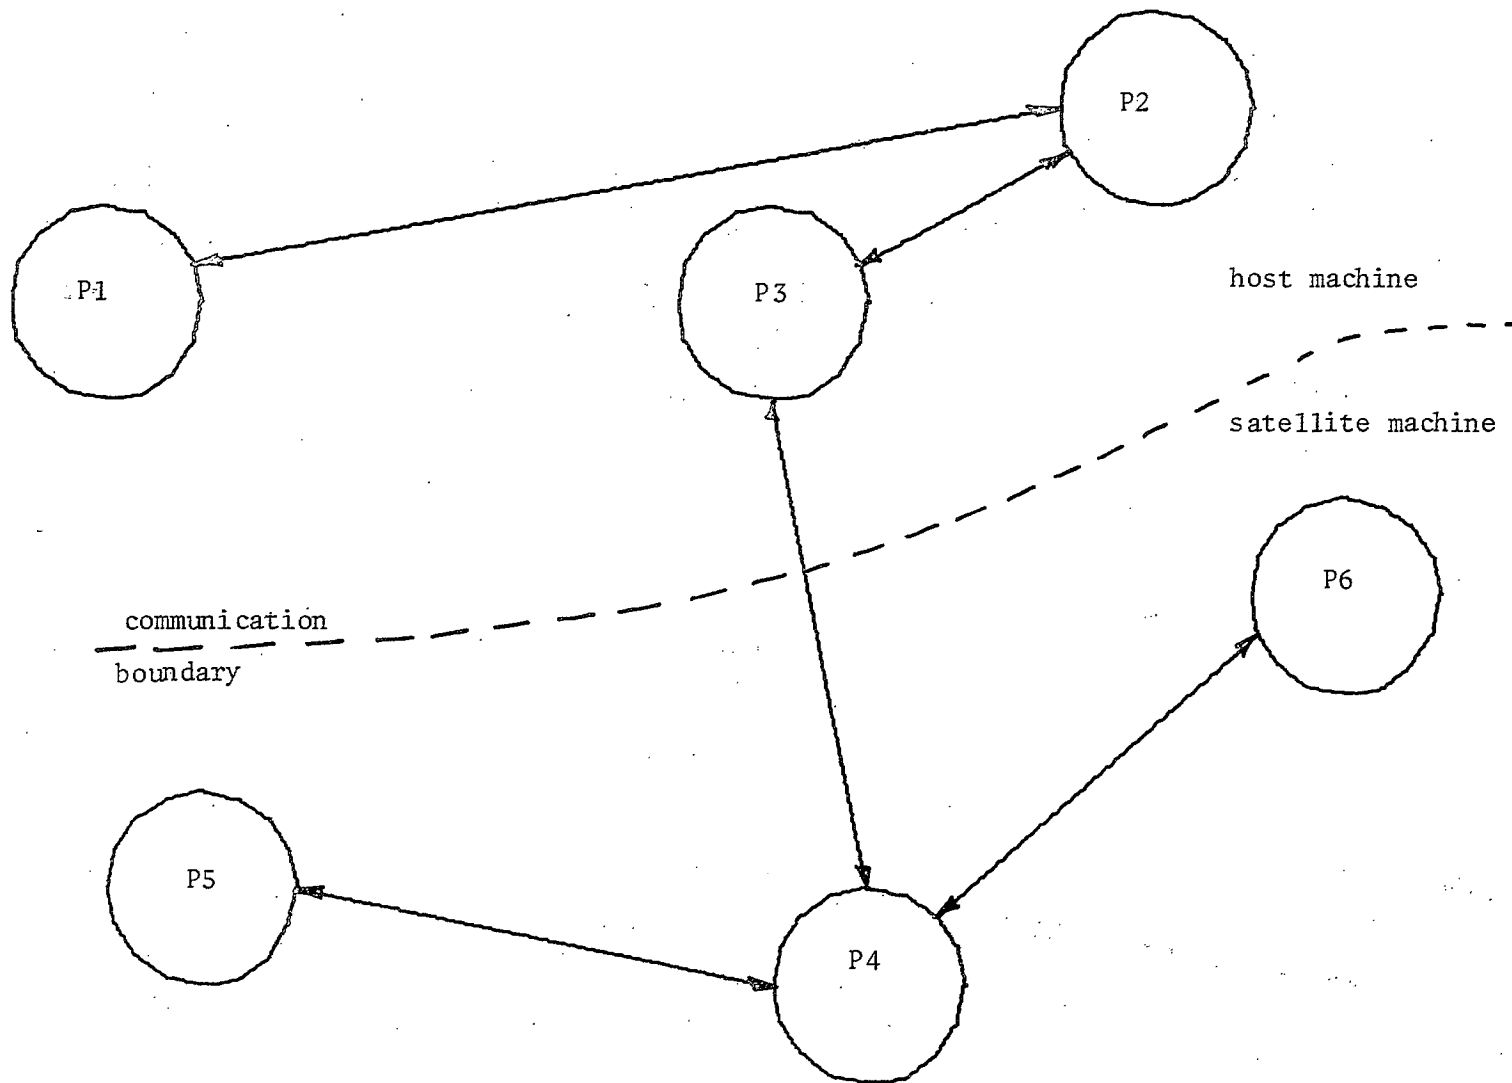 P2
P1
P3
host machine
satellite machine
P6
communication
boundary
P5
P4